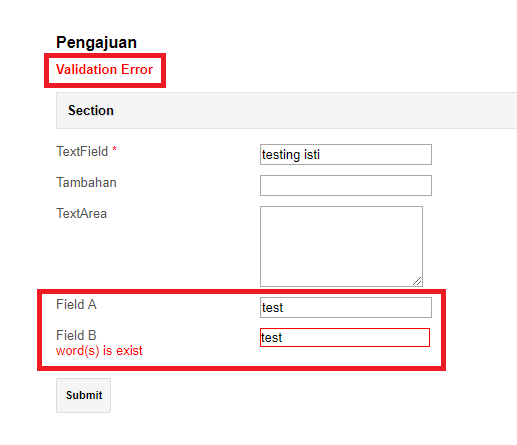 Pengajuan
Validation Error
Section
TextField *
testing isti
Tambahan
TextArea
Field A
test
Field B
test
word(s) is exist
Submit